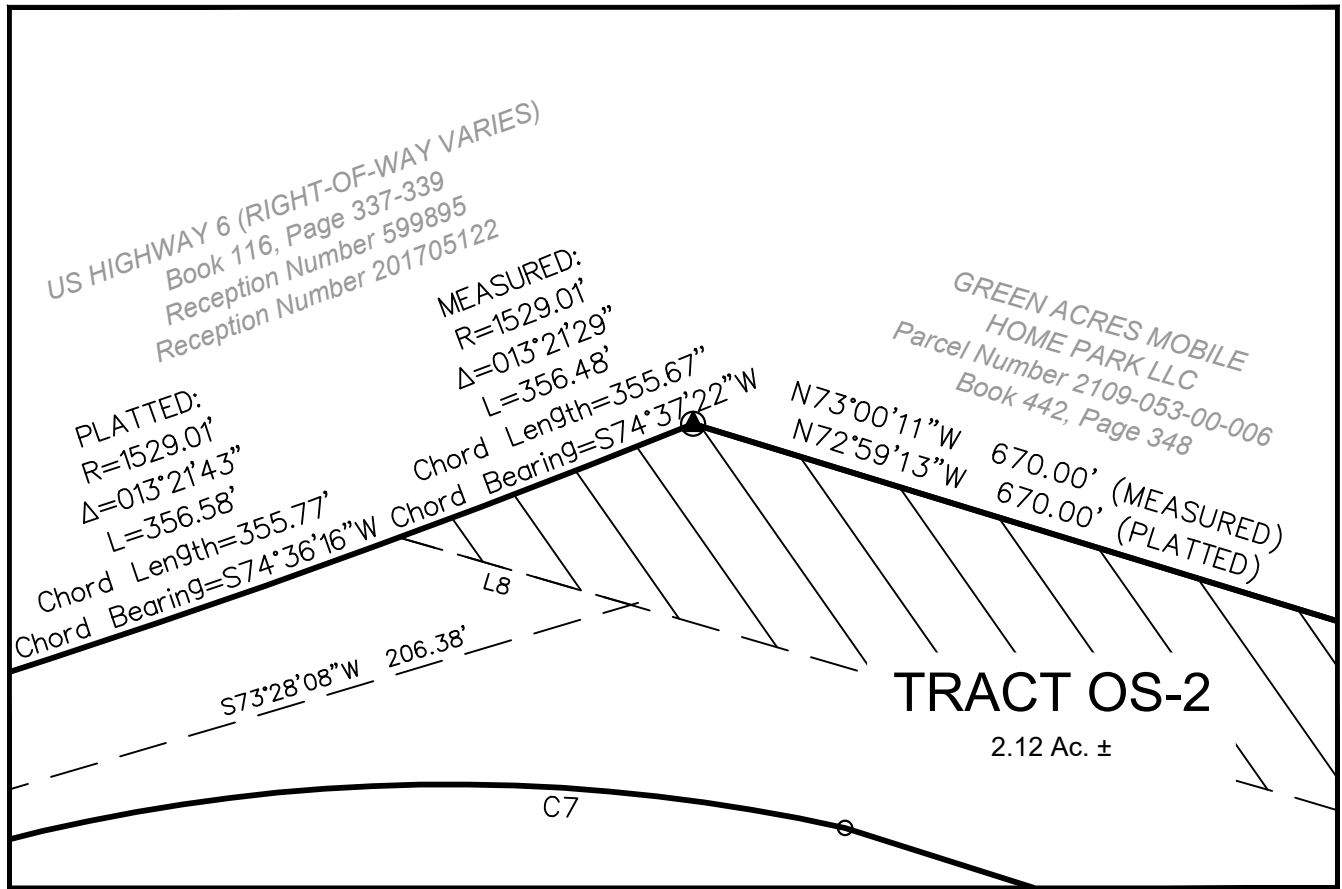 US HIGHWAY 6 (RIGHT-OF-WAY VARIES)
Book 116, Page 337-339
Reception Number 599895
Reception Number 201705122
PLATTED:
R=1529.01'
Δ=013°21'43"
L=356.58'
Chord Length=355.77'
Chord Bearing=S74°36'16"W
MEASURED:
R=1529.01'
Δ=013°21'29"
L=356.48'
Chord Length=355.67"
Chord Bearing=S74°37'22"W
GREEN ACRES MOBILE
HOME PARK LLC
Parcel Number 2109-053-00-006
Book 442, Page 348
N73°00'11"W 670.00' (MEASURED)
N72°59'13"W 670.00' (PLATTED)
L8
S73°28'08"W 206.38'
TRACT OS-2
2.12 Ac. ±
C7